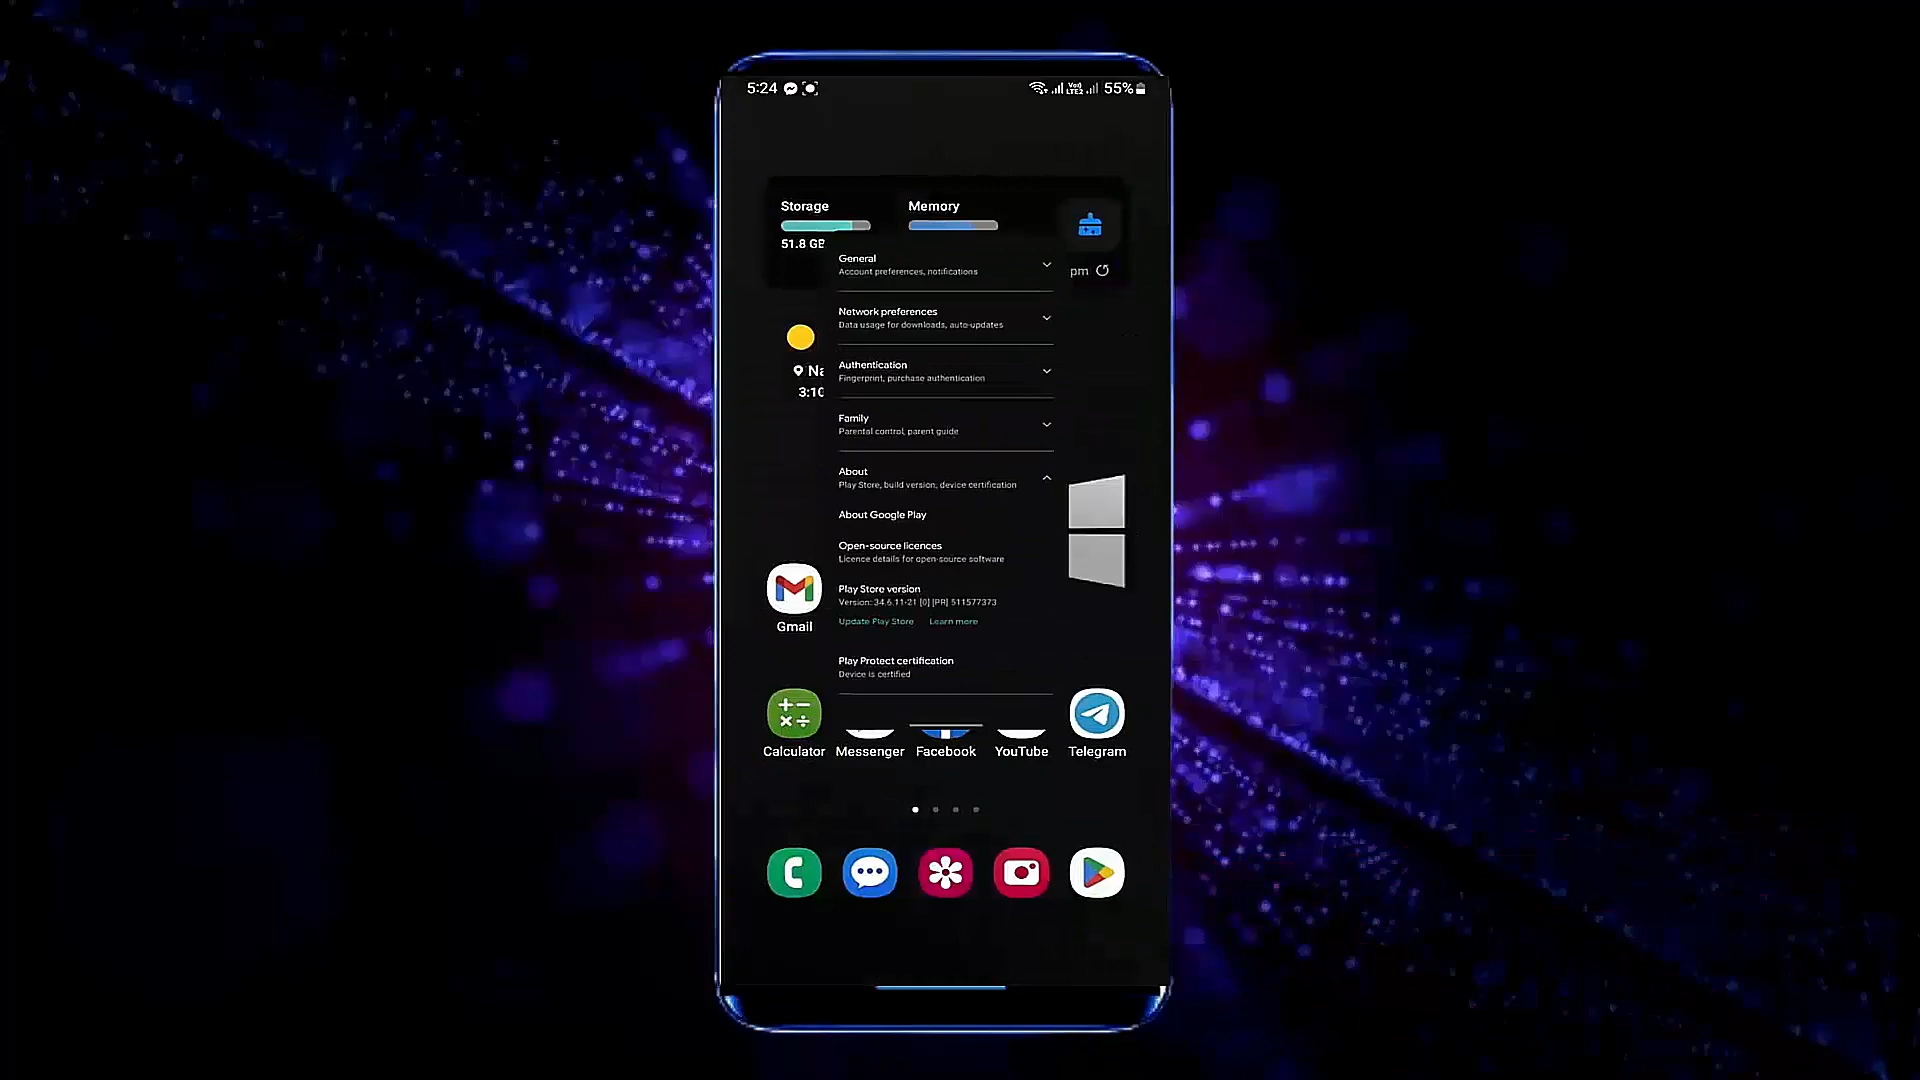 5:24
Vo) LTE2 55%
Storage
Memory
51.8 GB
General
Account preferences, notifications
pm
Network preferences
Data usage for downloads, auto-updates
Authentication
Fingerprint, purchase authentication
Na
3:10
Family
Parental control, parent guide
About
Play Store, build version, device certification
About Google Play
Open-source licences
Licence details for open-source software
Play Store version
Version: 34.6.11-21 [0] [PR] 511577373
Update Play Store Learn more
Gmail
Play Protect certification
Device is certified
Calculator Messenger Facebook YouTube Telegram